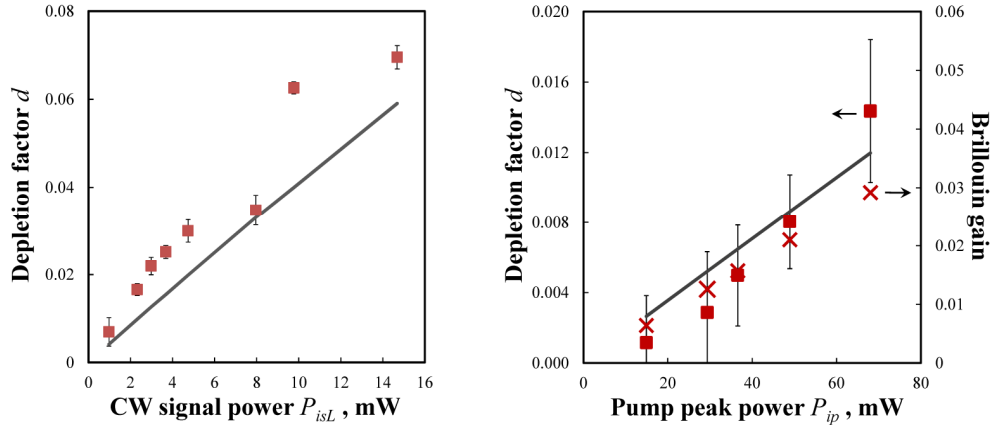 0.08
0.06
0.04
0.02
0
Depletion factor d
0 2 4 6 8 10 12 14 16
CW signal power PisL , mW
0.020
0.016
0.012
0.008
0.004
0.000
Depletion factor d
0 20 40 60 80
Pump peak power Pip , mW
0.06
0.05
0.04
0.03
0.02
0.01
0
Brillouin gain